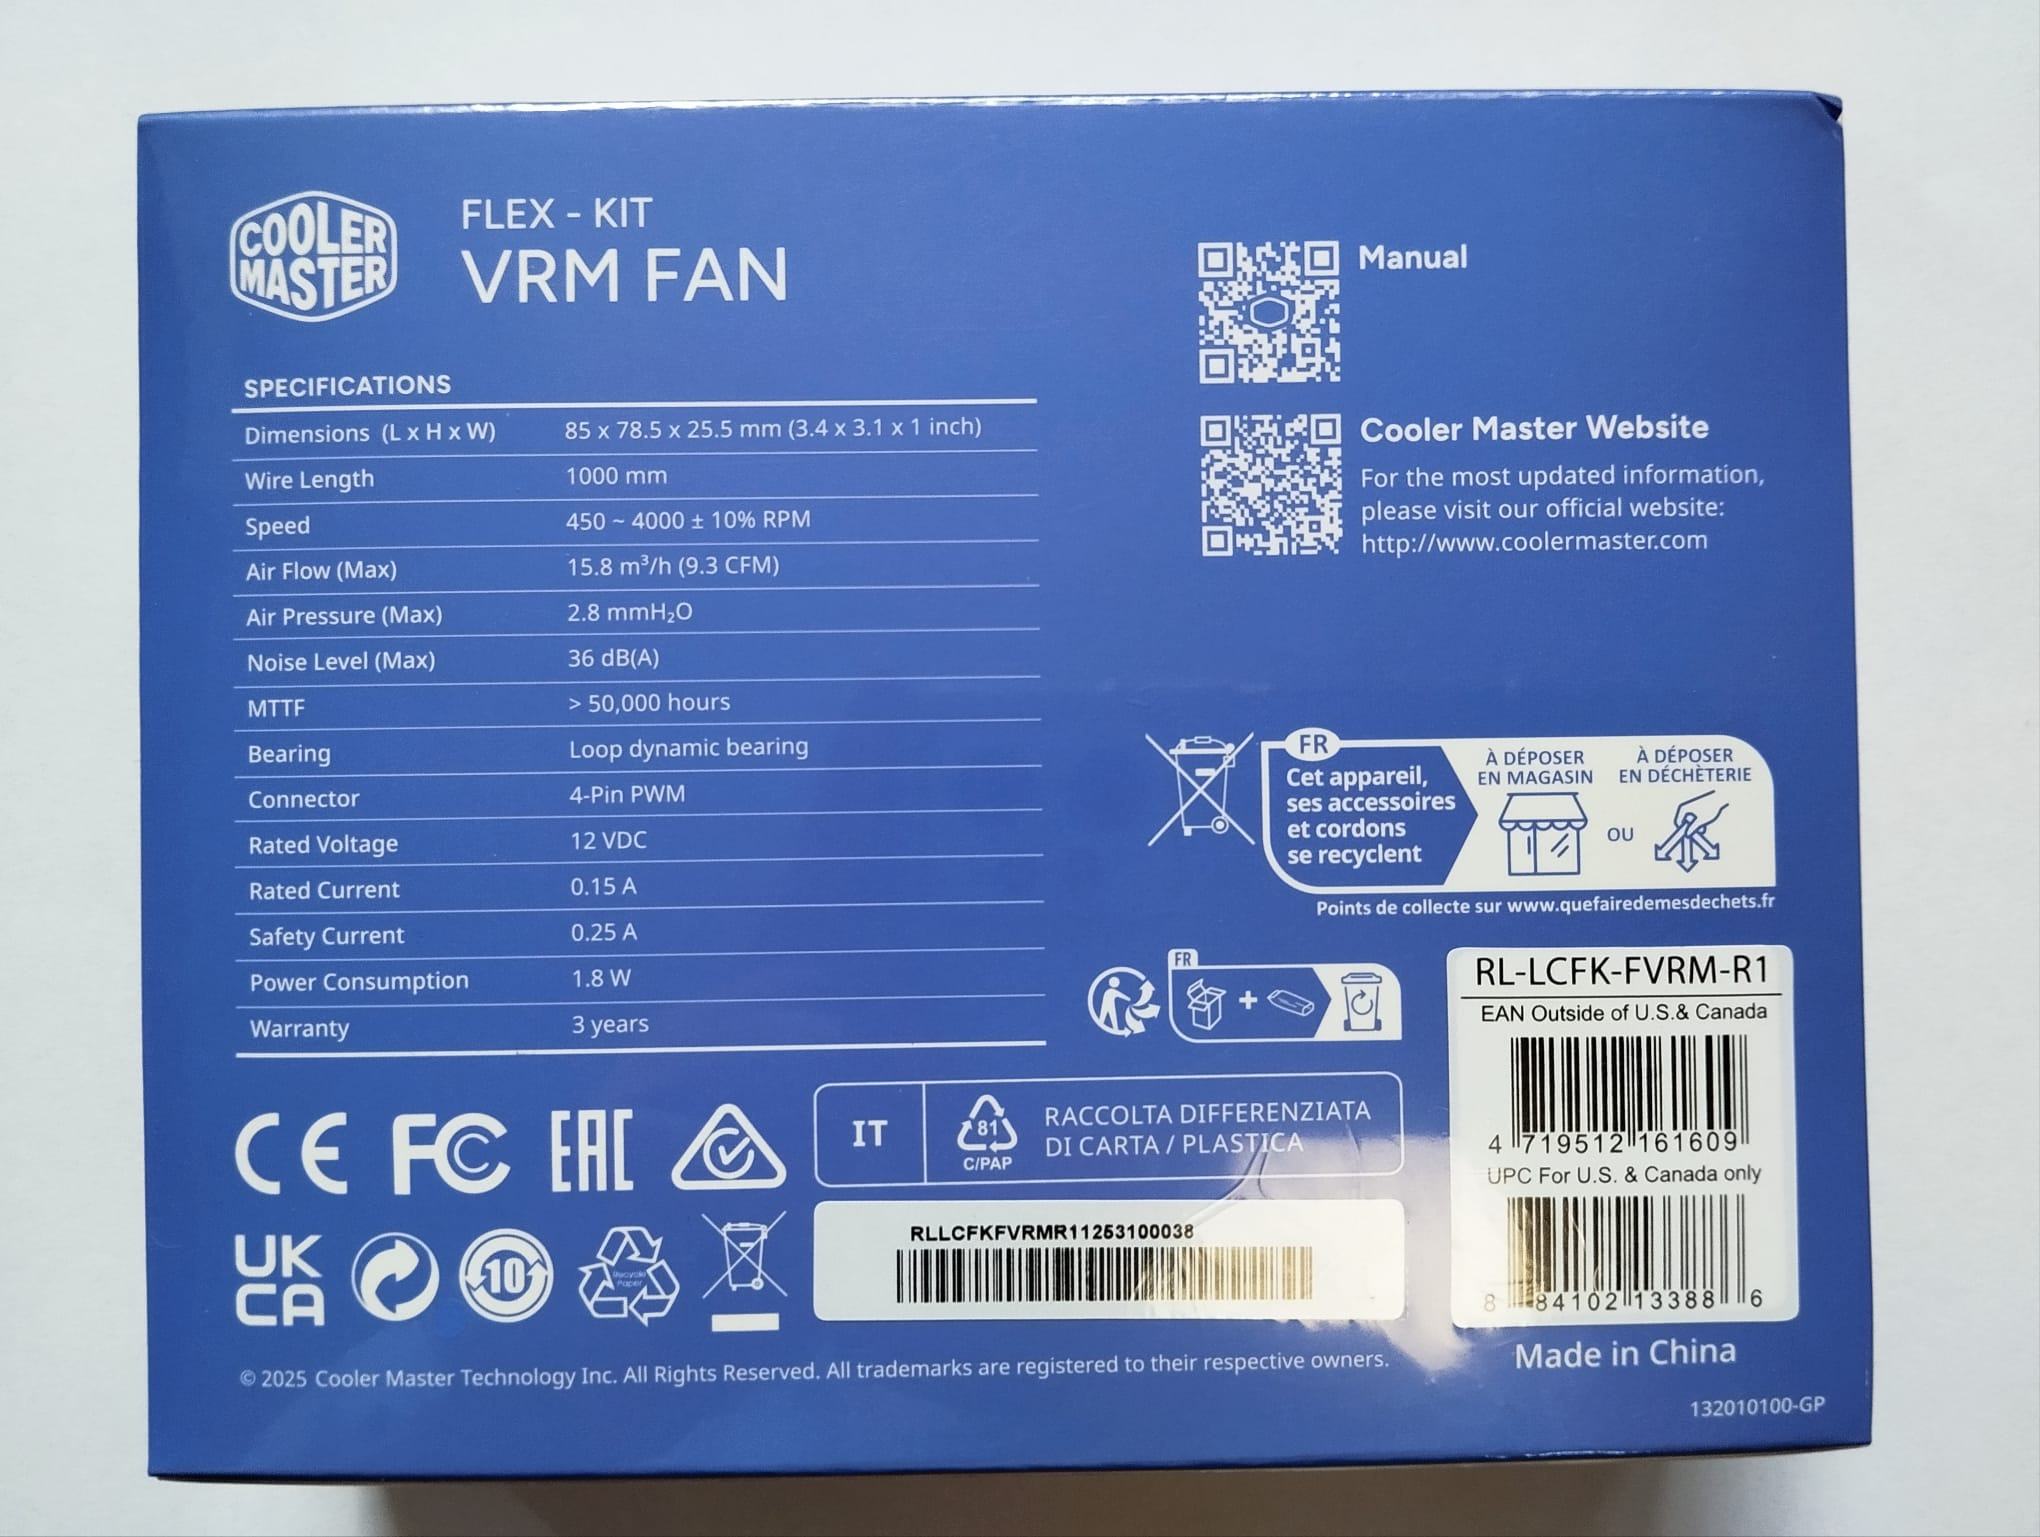 COOLER
MASTER
FLEX - KIT
VRM FAN
SPECIFICATIONS
Dimensions (L x H x W) 85 x 78.5 x 25.5 mm (3.4 x 3.1 x 1 inch)
Wire Length 1000 mm
Speed 450 ~ 4000 ± 10% RPM
Air Flow (Max) 15.8 m³/h (9.3 CFM)
Air Pressure (Max) 2.8 mmH₂O
Noise Level (Max) 36 dB(A)
MTTF > 50,000 hours
Bearing Loop dynamic bearing
Connector 4-Pin PWM
Rated Voltage 12 VDC
Rated Current 0.15 A
Safety Current 0.25 A
Power Consumption 1.8 W
Warranty 3 years
Manual
Cooler Master Website
For the most updated information,
please visit our official website:
http://www.coolermaster.com
FR
Cet appareil,
ses accessoires
et cordons
se recyclent
À DÉPOSER
EN MAGASIN
OU
À DÉPOSER
EN DÉCHÈTERIE
Points de collecte sur www.quefairedemesdechets.fr
FR
+
RL-LCFK-FVRM-R1
EAN Outside of U.S.& Canada
4 719512 161609
UPC For U.S. & Canada only
8 84102 13388 6
Made in China
132010100-GP
CE FC EAC
IT
81
C/PAP
RACCOLTA DIFFERENZIATA
DI CARTA / PLASTICA
RLLCFKFVRMR11253100038
UK
CA
10
Recycle
Paper
© 2025 Cooler Master Technology Inc. All Rights Reserved. All trademarks are registered to their respective owners.